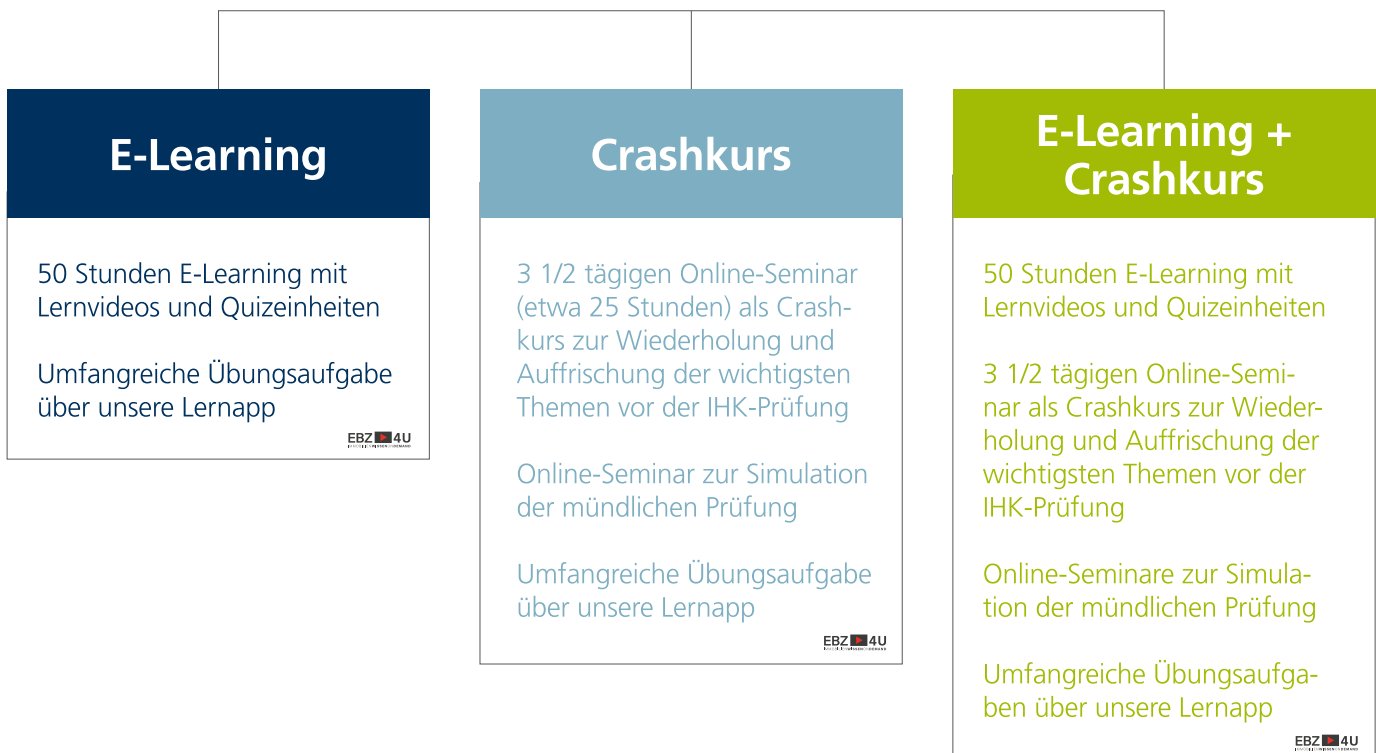 E-Learning
50 Stunden E-Learning mit
Lernvideos und Quizeinheiten
Umfangreiche Übungsaufgabe
über unsere Lernapp
EBZ 4U
Crashkurs
3 1/2 tägigen Online-Seminar
(etwa 25 Stunden) als Crash-
kurs zur Wiederholung und
Auffrischung der wichtigsten
Themen vor der IHK-Prüfung
Online-Seminar zur Simulation
der mündlichen Prüfung
Umfangreiche Übungsaufgabe
über unsere Lernapp
EBZ 4U
E-Learning +
Crashkurs
50 Stunden E-Learning mit
Lernvideos und Quizeinheiten
3 1/2 tägigen Online-Semi-
nar als Crashkurs zur Wieder-
holung und Auffrischung der
wichtigsten Themen vor der
IHK-Prüfung
Online-Seminare zur Simula-
tion der mündlichen Prüfung
Umfangreiche Übungsaufga-
ben über unsere Lernapp
EBZ 4U